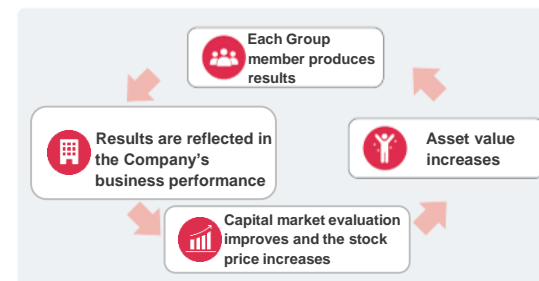 Each Group
member produces
results
Results are reflected in
the Company's
business performance
Asset value
increases
Capital market evaluation
improves and the stock
price increases